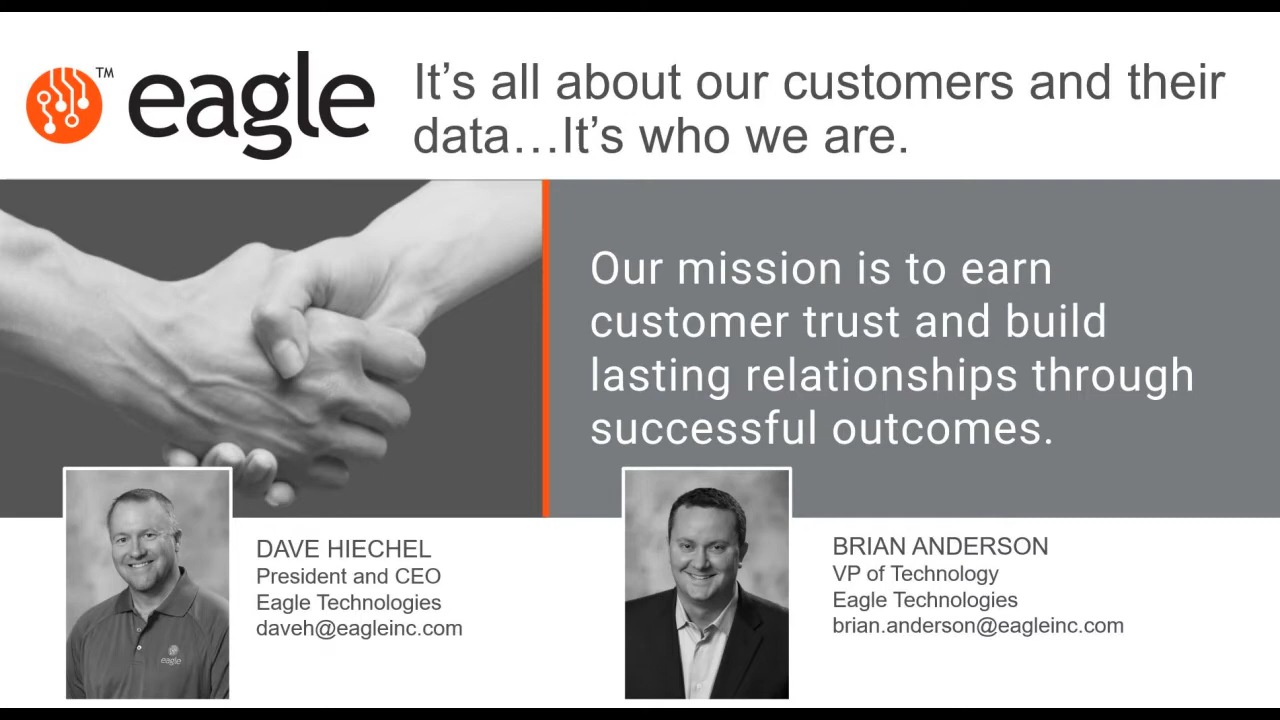 eagle™
It's all about our customers and their
data…It's who we are.
Our mission is to earn
customer trust and build
lasting relationships through
successful outcomes.
eagle
DAVE HIECHEL
President and CEO
Eagle Technologies
daveh@eagleinc.com
BRIAN ANDERSON
VP of Technology
Eagle Technologies
brian.anderson@eagleinc.com